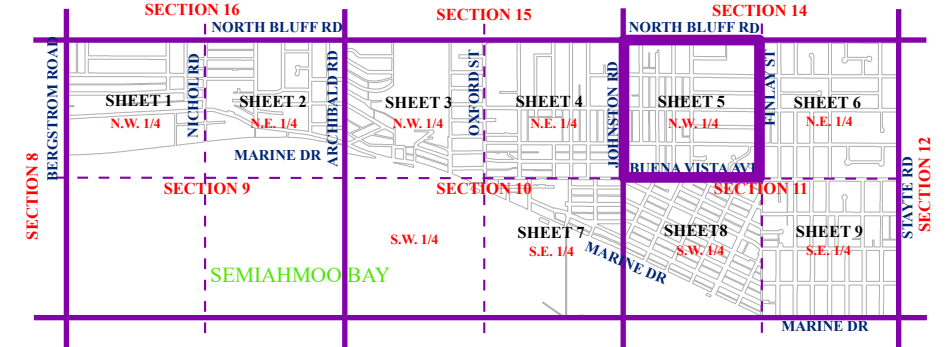 SECTION 16
SECTION 15
SECTION 14
NORTH BLUFF RD
NORTH BLUFF RD
BERGSTROM ROAD
NICHOL RD
ARCHIBALD RD
OXFORD ST
JOHNSTON RD
FINLAY ST
SHEET 1
N.W. 1/4
SHEET 2
N.E. 1/4
SHEET 3
N.W. 1/4
SHEET 4
N.E. 1/4
SHEET 5
N.W. 1/4
SHEET 6
N.E. 1/4
MARINE DR
BUENA VISTA AVE
SECTION 8
SECTION 9
SECTION 10
SECTION 11
STAYTE RD
SECTION 12
S.W. 1/4
SHEET 7
S.E. 1/4
SHEET8
S.W. 1/4
SHEET 9
S.E. 1/4
MARINE DR
SEMIAHMOO BAY
MARINE DR